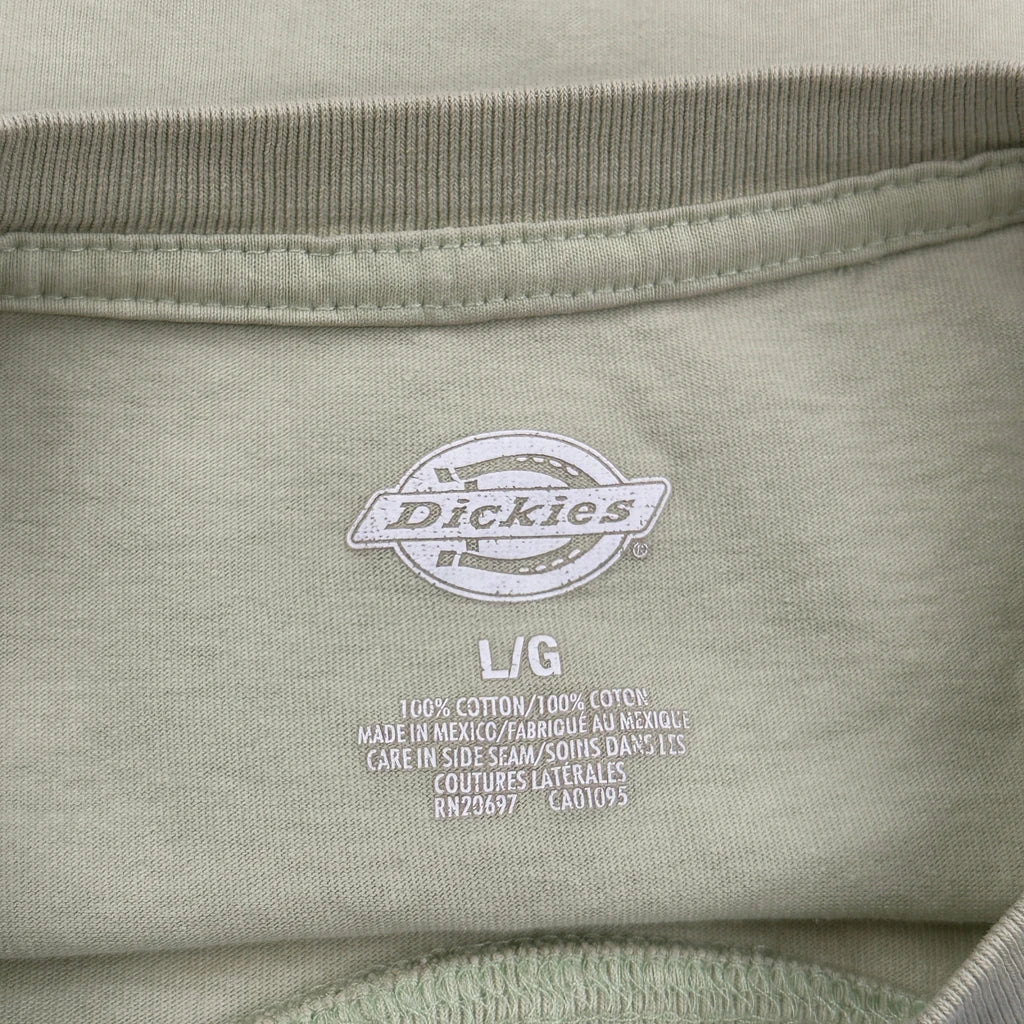 Dickies®
L/G
100% COTTON/100% COTON
MADE IN MEXICO/FABRIQUÉ AU MEXIQUE
CARE IN SIDE SEAM/SOINS DANS LES
COUTURES LATÉRALES
RN20697 CA01095